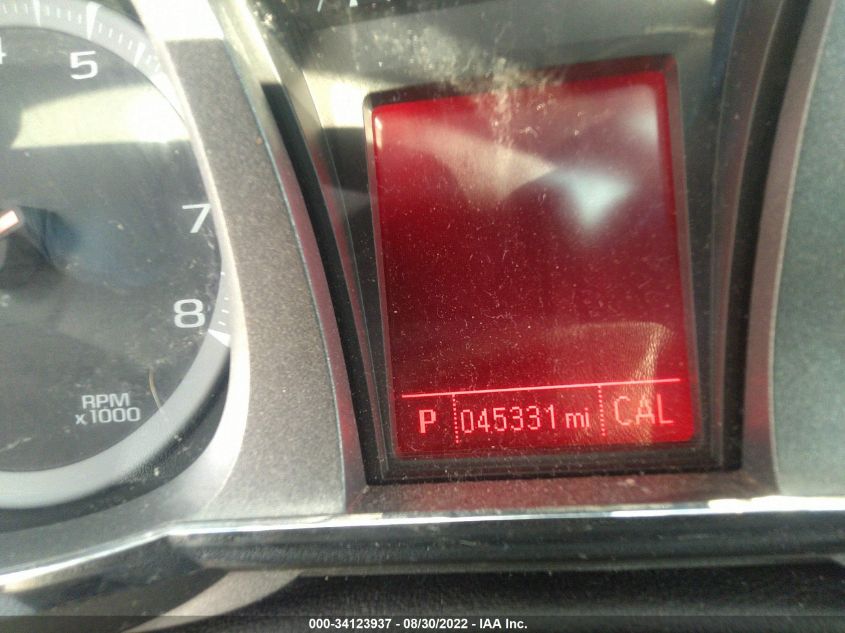 5
7
8
RPM
x1000
P 045331 mi CAL
000-34123937 - 08/30/2022 - IAA Inc.